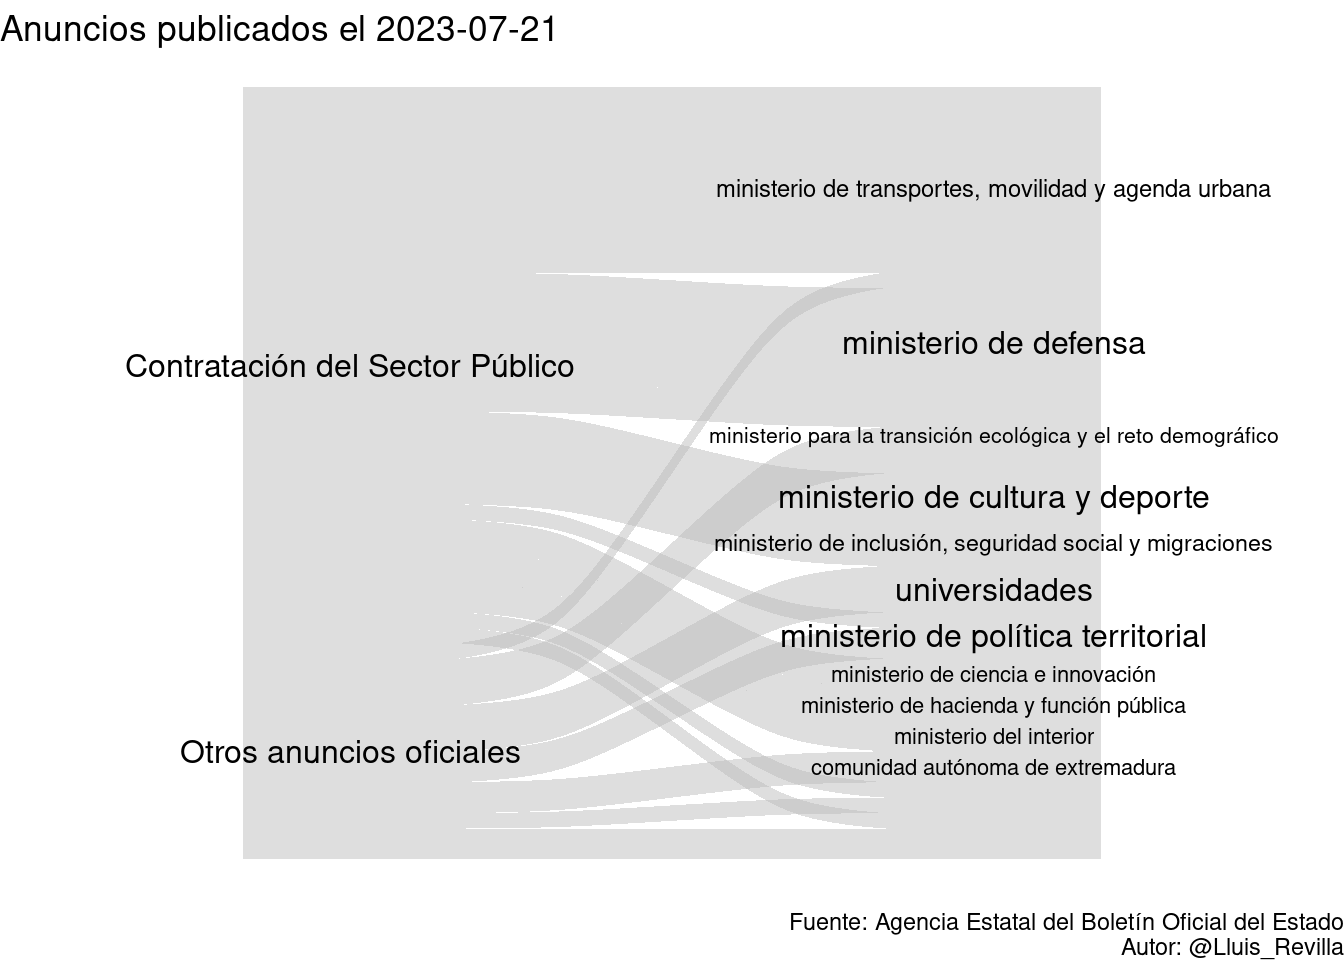 Anuncios publicados el 2023-07-21
ministerio de transportes, movilidad y agenda urbana
ministerio de defensa
Contratación del Sector Público
ministerio para la transición ecológica y el reto demográfico
ministerio de cultura y deporte
ministerio de inclusión, seguridad social y migraciones
universidades
ministerio de política territorial
ministerio de ciencia e innovación
ministerio de hacienda y función pública
ministerio del interior
Otros anuncios oficiales
comunidad autónoma de extremadura
Fuente: Agencia Estatal del Boletín Oficial del Estado
Autor: @Lluis_Revilla